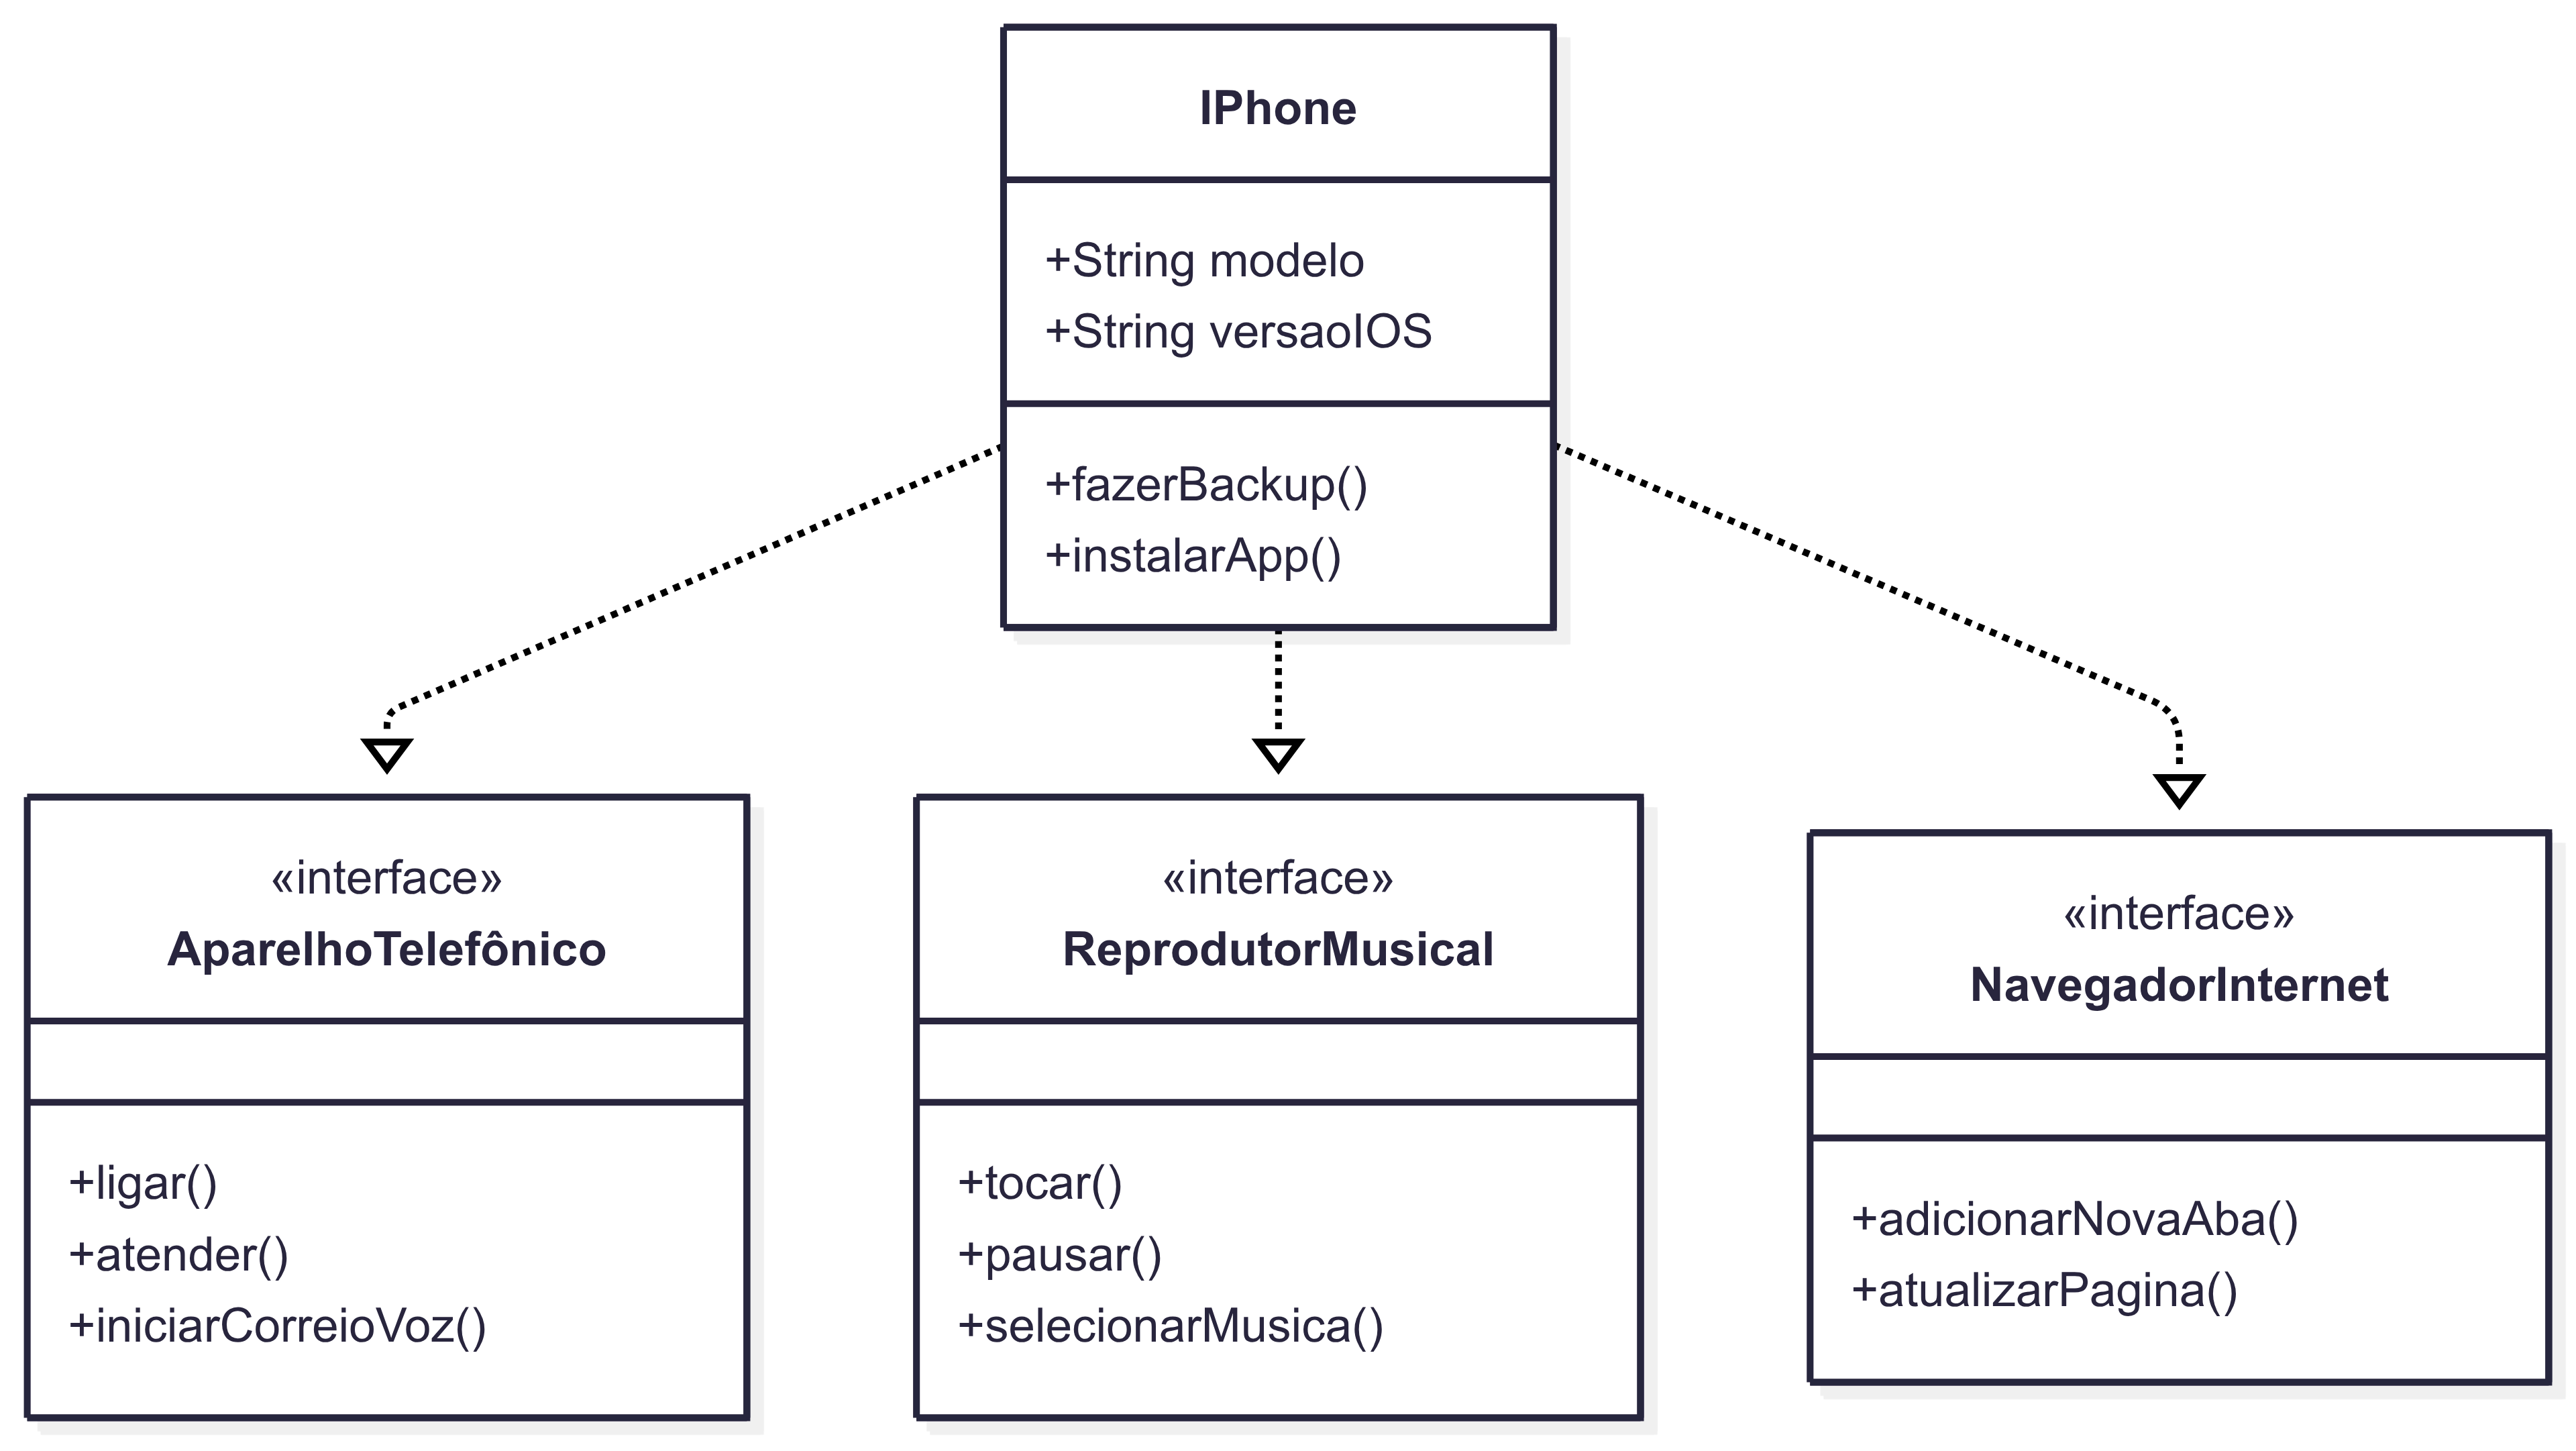 IPhone
+String modelo
+String versaoIOS
+fazerBackup()
+instalarApp()
«interface»
AparelhoTelefônico
+ligar()
+atender()
+iniciarCorreioVoz()
«interface»
ReprodutorMusical
+tocar()
+pausar()
+selecionarMusica()
«interface»
NavegadorInternet
+adicionarNovaAba()
+atualizarPagina()